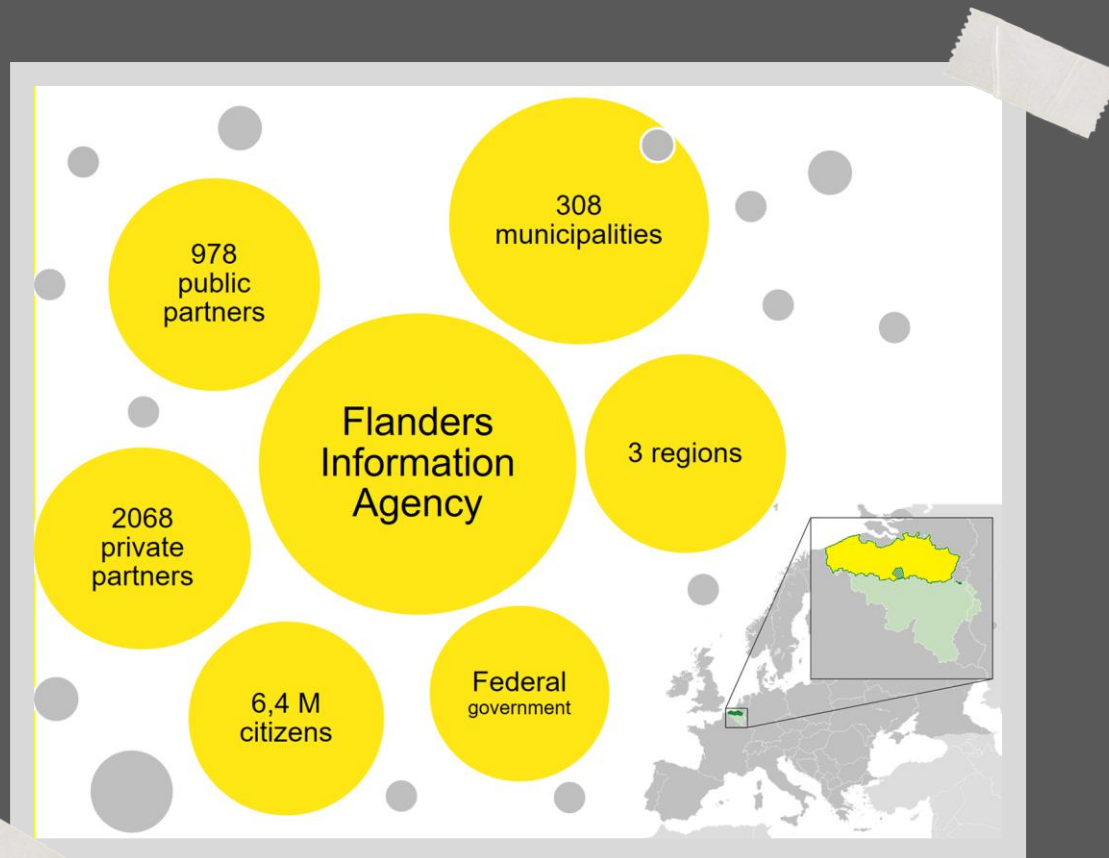 308
municipalities
978
public
partners
Flanders
Information
Agency
3 regions
2068
private
partners
6,4 M
citizens
Federal
government